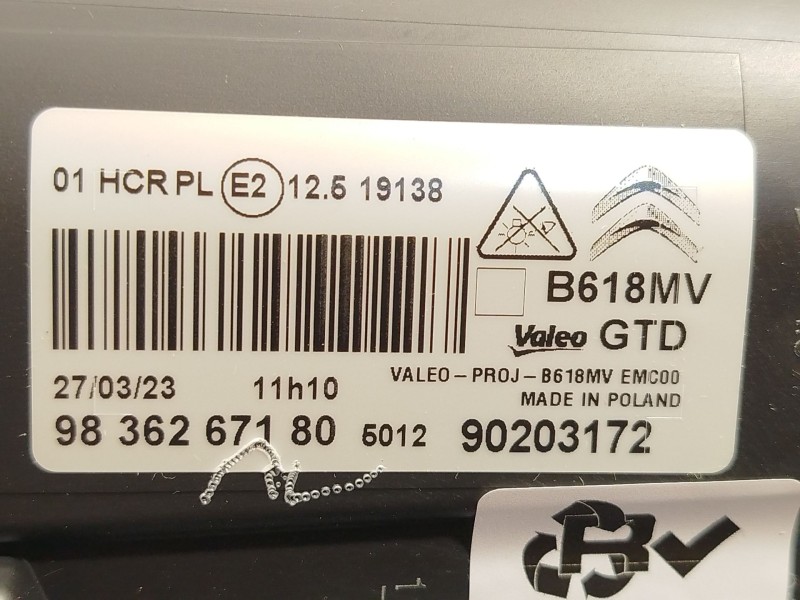 01 HCR PL E2 12.5 19138
B618MV
Valeo GTD
27/03/23 11h10
VALEO-PROJ-B618MV EMC00
MADE IN POLAND
98 362 671 80 5012 90203172
R